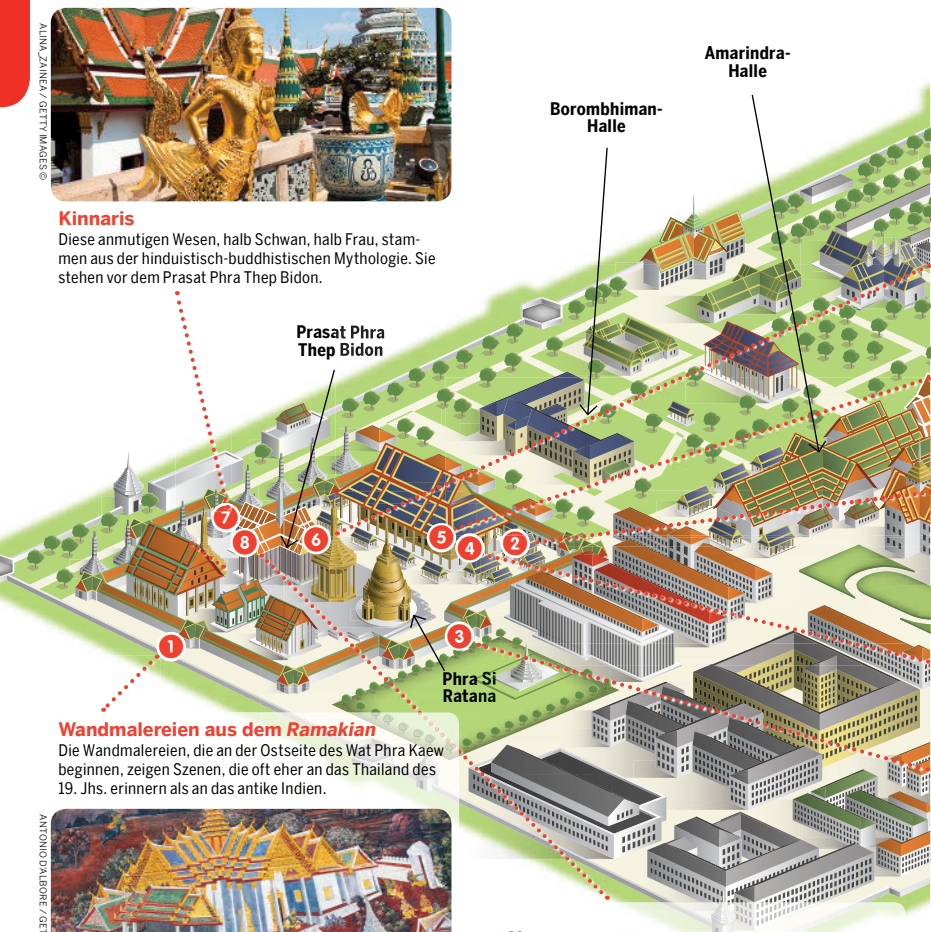 ALINA_ZAINEA / GETTY IMAGES ©
Amarindra-
Halle
Borombhiman-
Halle
Kinnaris
Diese anmutigen Wesen, halb Schwan, halb Frau, stam-
men aus der hinduistisch-buddhistischen Mythologie. Sie
stehen vor dem Prasat Phra Thep Bidon.
Prasat Phra
Thep Bidon
7
8
6
5
4
2
1
3
Phra Si
Ratana
Wandmalereien aus dem Ramakian
Die Wandmalereien, die an der Ostseite des Wat Phra Kaew
beginnen, zeigen Szenen, die oft eher an das Thailand des
19. Jhs. erinnern als an das antike Indien.
ANTONIO D'ALBORE / GET